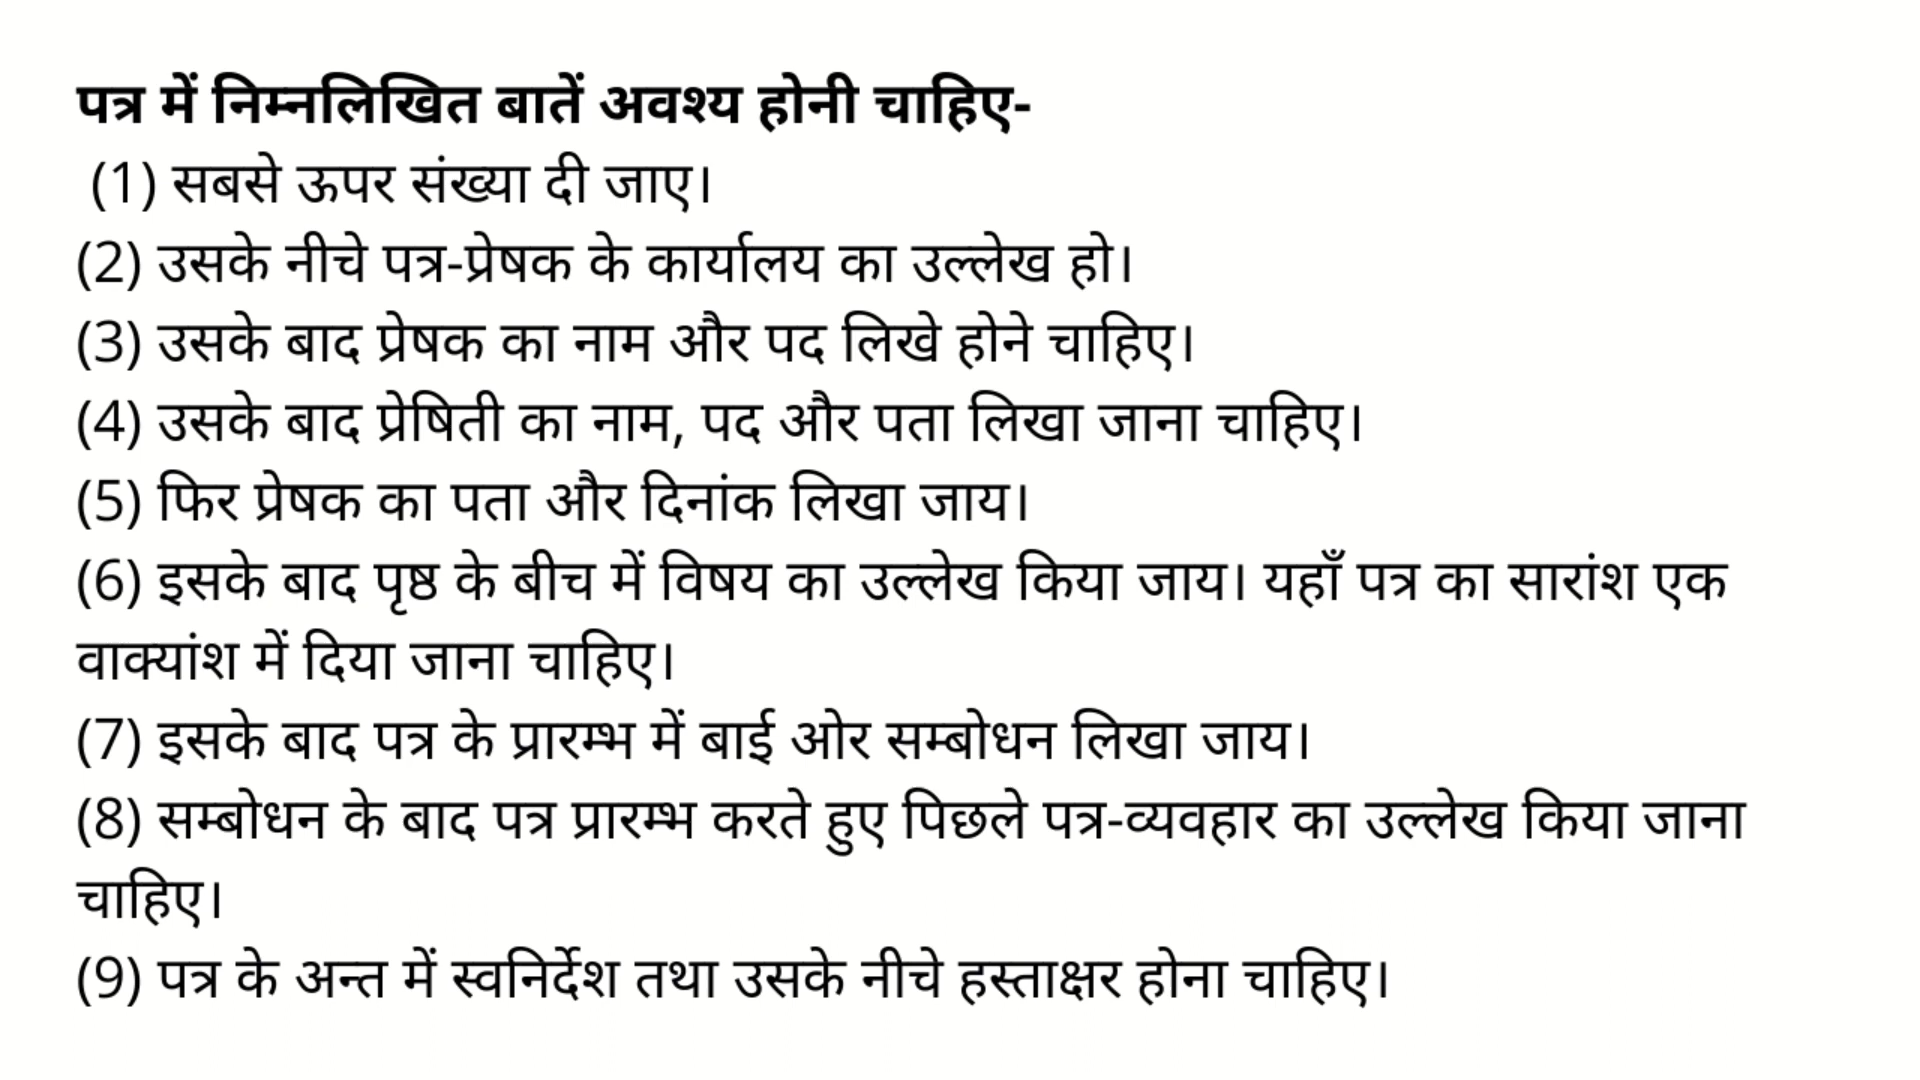 पत्र में निम्नलिखित बातें अवश्य होनी चाहिए-
(1) सबसे ऊपर संख्या दी जाए।
(2) उसके नीचे पत्र-प्रेषक के कार्यालय का उल्लेख हो।
(3) उसके बाद प्रेषक का नाम और पद लिखे होने चाहिए।
(4) उसके बाद प्रेषिती का नाम, पद और पता लिखा जाना चाहिए।
(5) फिर प्रेषक का पता और दिनांक लिखा जाय।
(6) इसके बाद पृष्ठ के बीच में विषय का उल्लेख किया जाय। यहाँ पत्र का सारांश एक
वाक्यांश में दिया जाना चाहिए।
(7) इसके बाद पत्र के प्रारम्भ में बाई ओर सम्बोधन लिखा जाय।
(8) सम्बोधन के बाद पत्र प्रारम्भ करते हुए पिछले पत्र-व्यवहार का उल्लेख किया जाना
चाहिए।
(9) पत्र के अन्त में स्वनिर्देश तथा उसके नीचे हस्ताक्षर होना चाहिए।